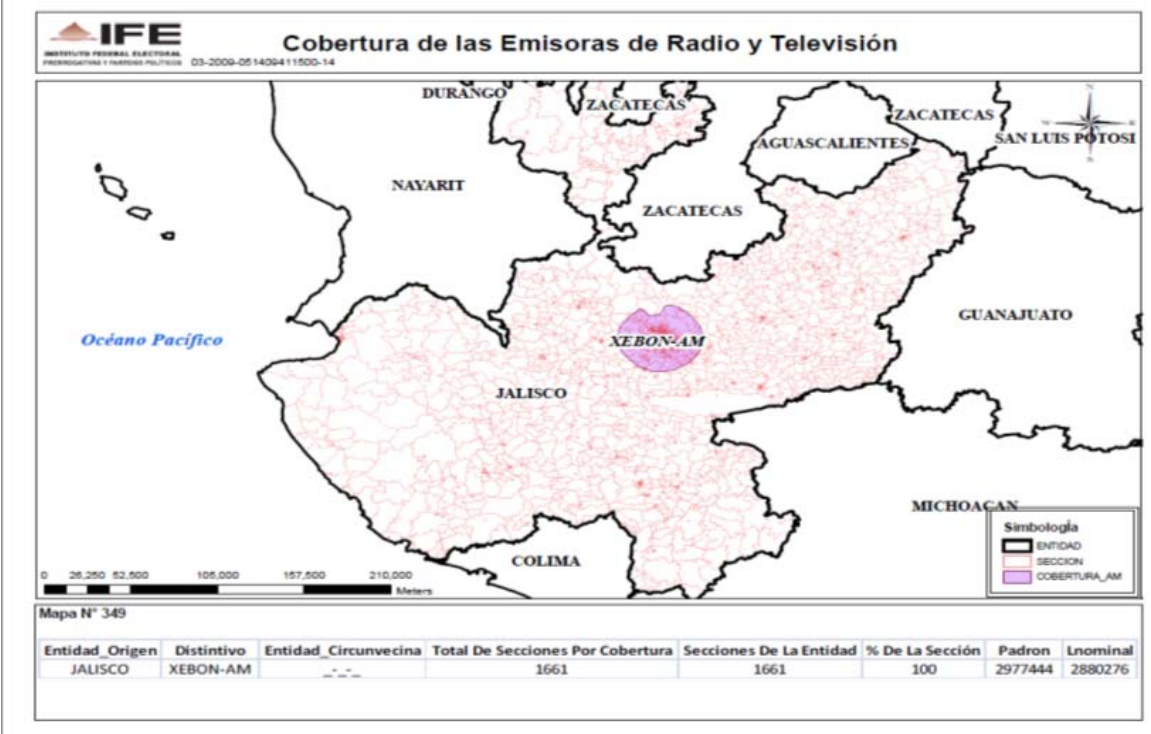 IFE
INSTITUTO FEDERAL ELECTORAL
PRERROGATIVAS Y PARTIDOS POLÍTICOS
03-2009-051409411500-14
Cobertura de las Emisoras de Radio y Televisión
DURANGO
ZACATECAS
ZACATECAS
AGUASCALIENTES
SAN LUIS POTOSI
N
W
E
S
NAYARIT
ZACATECAS
GUANAJUATO
Océano Pacífico
XEBON-AM
JALISCO
MICHOACAN
COLIMA
Simbología
ENTIDAD
SECCION
COBERTURA_AM
0 26,250 52,500 105,000 157,500 210,000
Meters
Mapa N° 349
Entidad_Origen Distintivo Entidad_Circunvecina Total De Secciones Por Cobertura Secciones De La Entidad % De La Sección Padron Lnominal
JALISCO XEBON-AM _-_-_ 1661 1661 100 2977444 2880276